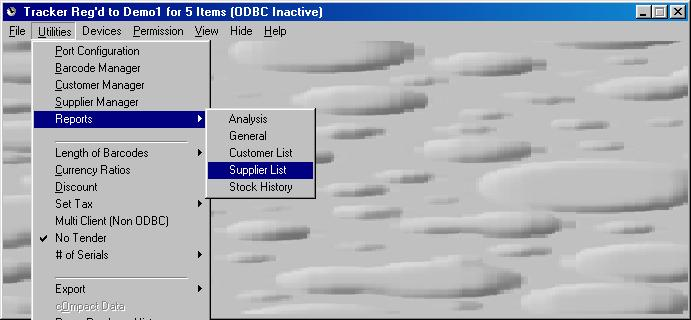 Tracker Reg'd to Demo1 for 5 Items (ODBC Inactive)
File Utilities Devices Permission View Hide Help
Port Configuration
Barcode Manager
Customer Manager
Supplier Manager
Reports
Analysis
General
Customer List
Supplier List
Stock History
Length of Barcodes
Currency Ratios
Discount
Set Tax
Multi Client (Non ODBC)
No Tender
# of Serials
Export
cOmpact Data